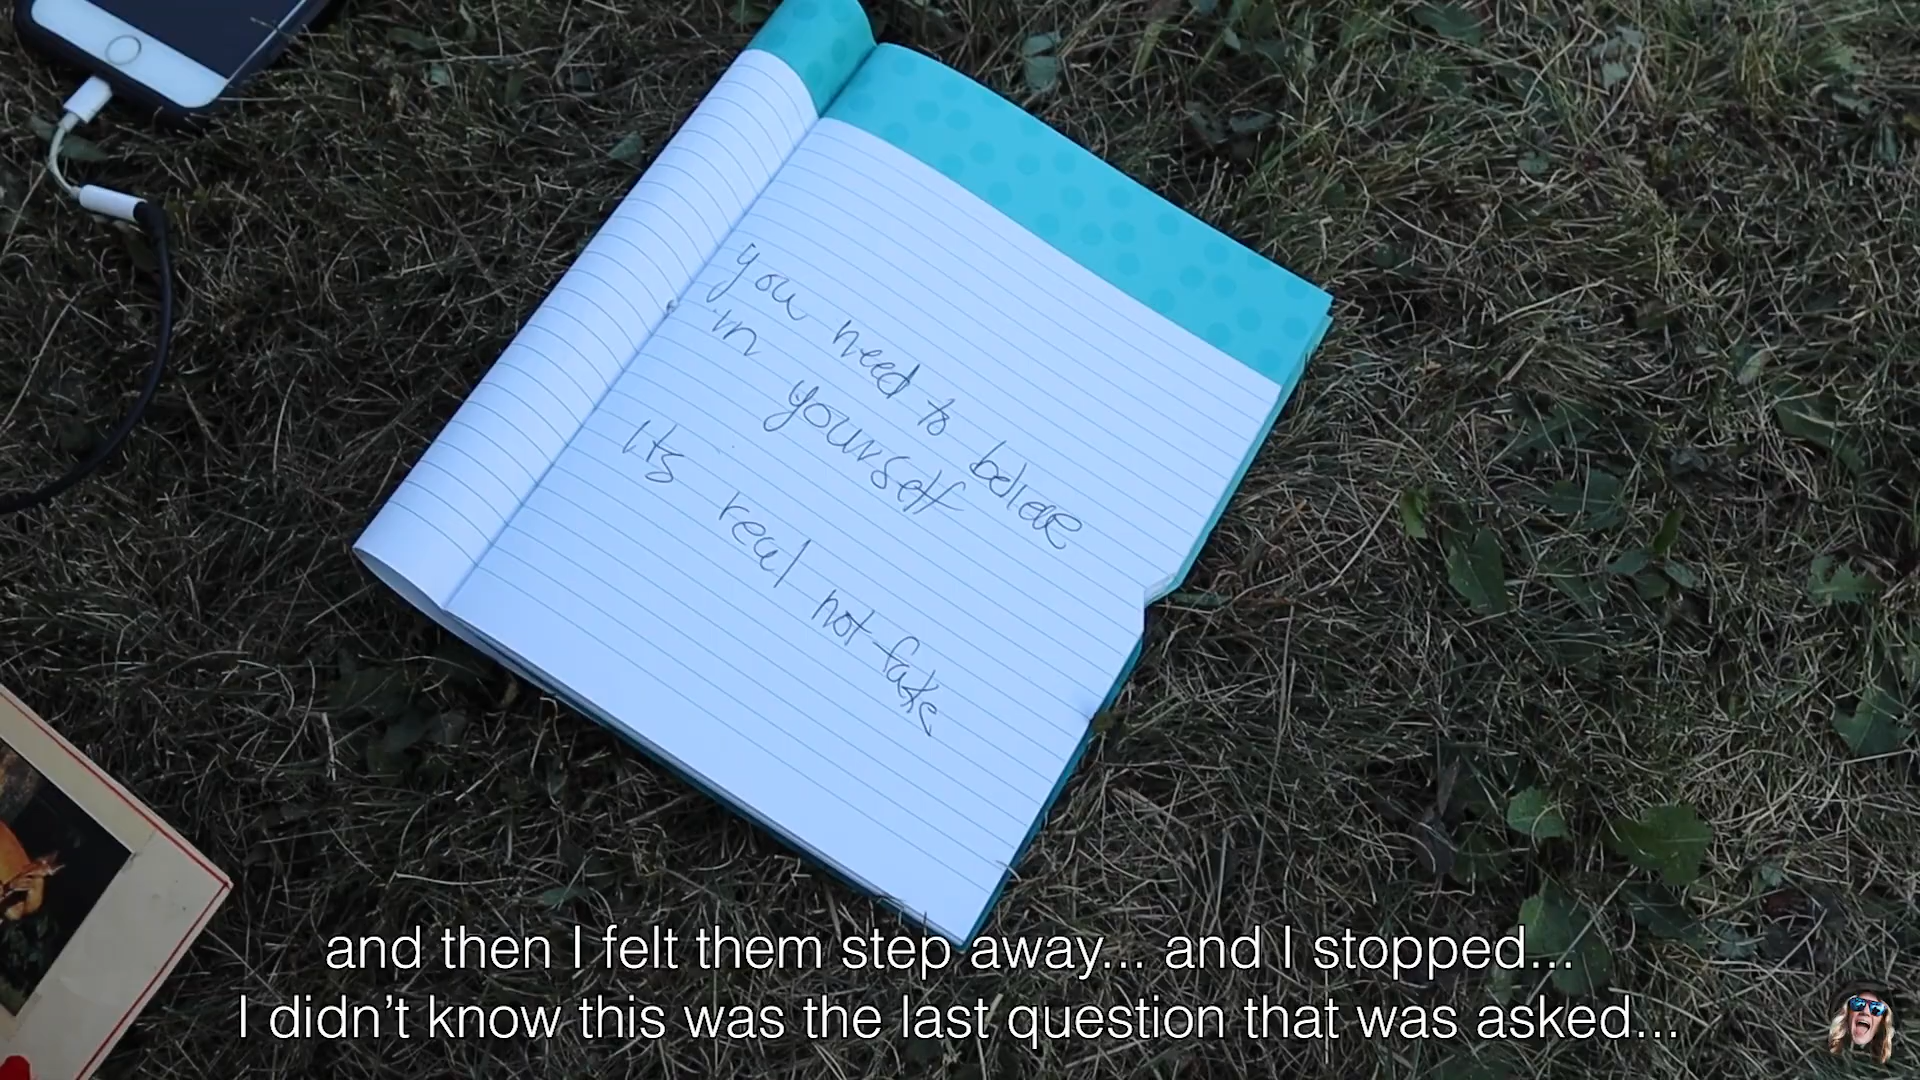 you need to believe
in yourself
Its real not fake
and then I felt them step away... and I stopped...
I didn't know this was the last question that was asked...